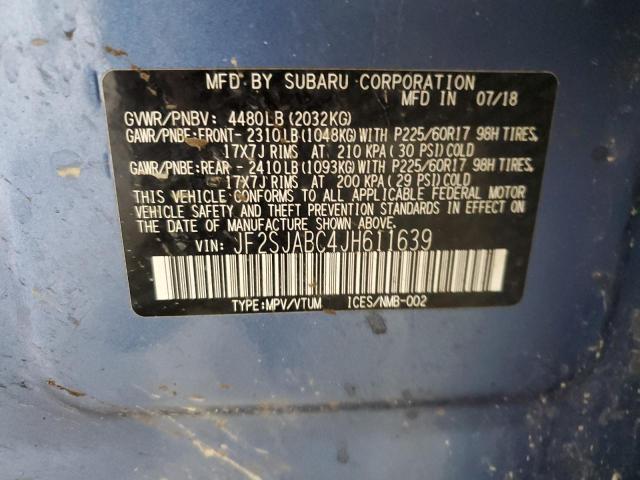 MFD BY SUBARU CORPORATION
MFD IN 07/18
GVWR/PNBV: 4480LB(2032KG)
GAWR/PNBE:FRONT- 2310LB(1048KG)WITH P225/60R17 98H TIRES,
17X7J RIMS AT 210 KPA(30 PSI)COLD
GAWR/PNBE:REAR - 2410LB(1093KG)WITH P225/60R17 98H TIRES,
17X7J RIMS AT 200 KPA(29 PSI)COLD
THIS VEHICLE CONFORMS TO ALL APPLICABLE FEDERAL MOTOR
VEHICLE SAFETY AND THEFT PREVENTION STANDARDS IN EFFECT ON
THE DATE OF MANUFACTURE SHOWN ABOVE.
VIN: JF2SJABC4JH611639
TYPE:MPV/VTUM ICES/NMB-002